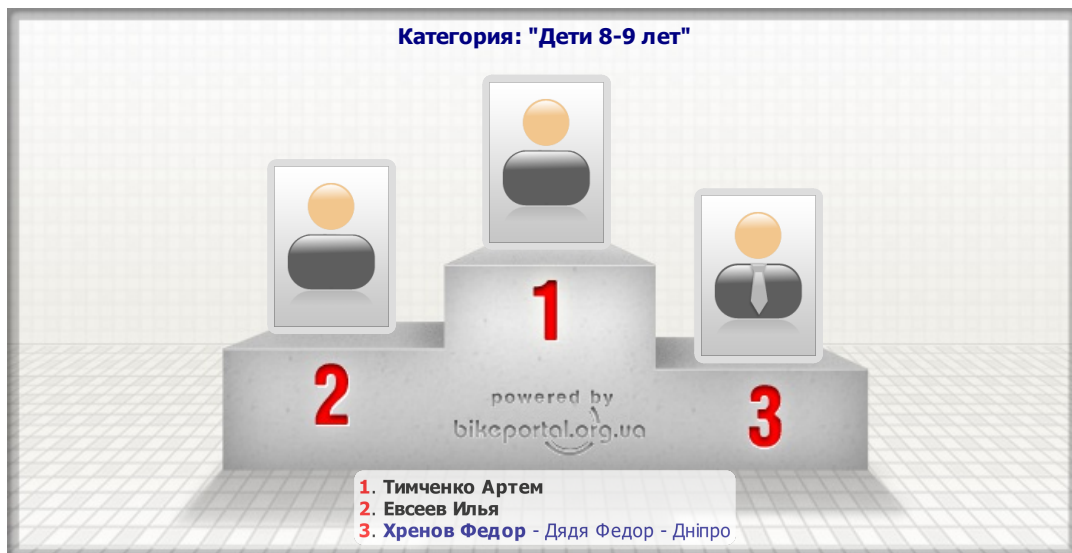 Категория: "Дети 8-9 лет"
1
2
3
powered by
bikeportal.org.ua
1. Тимченко Артем
2. Евсеев Илья
3. Хренов Федор - Дядя Федор - Дніпро